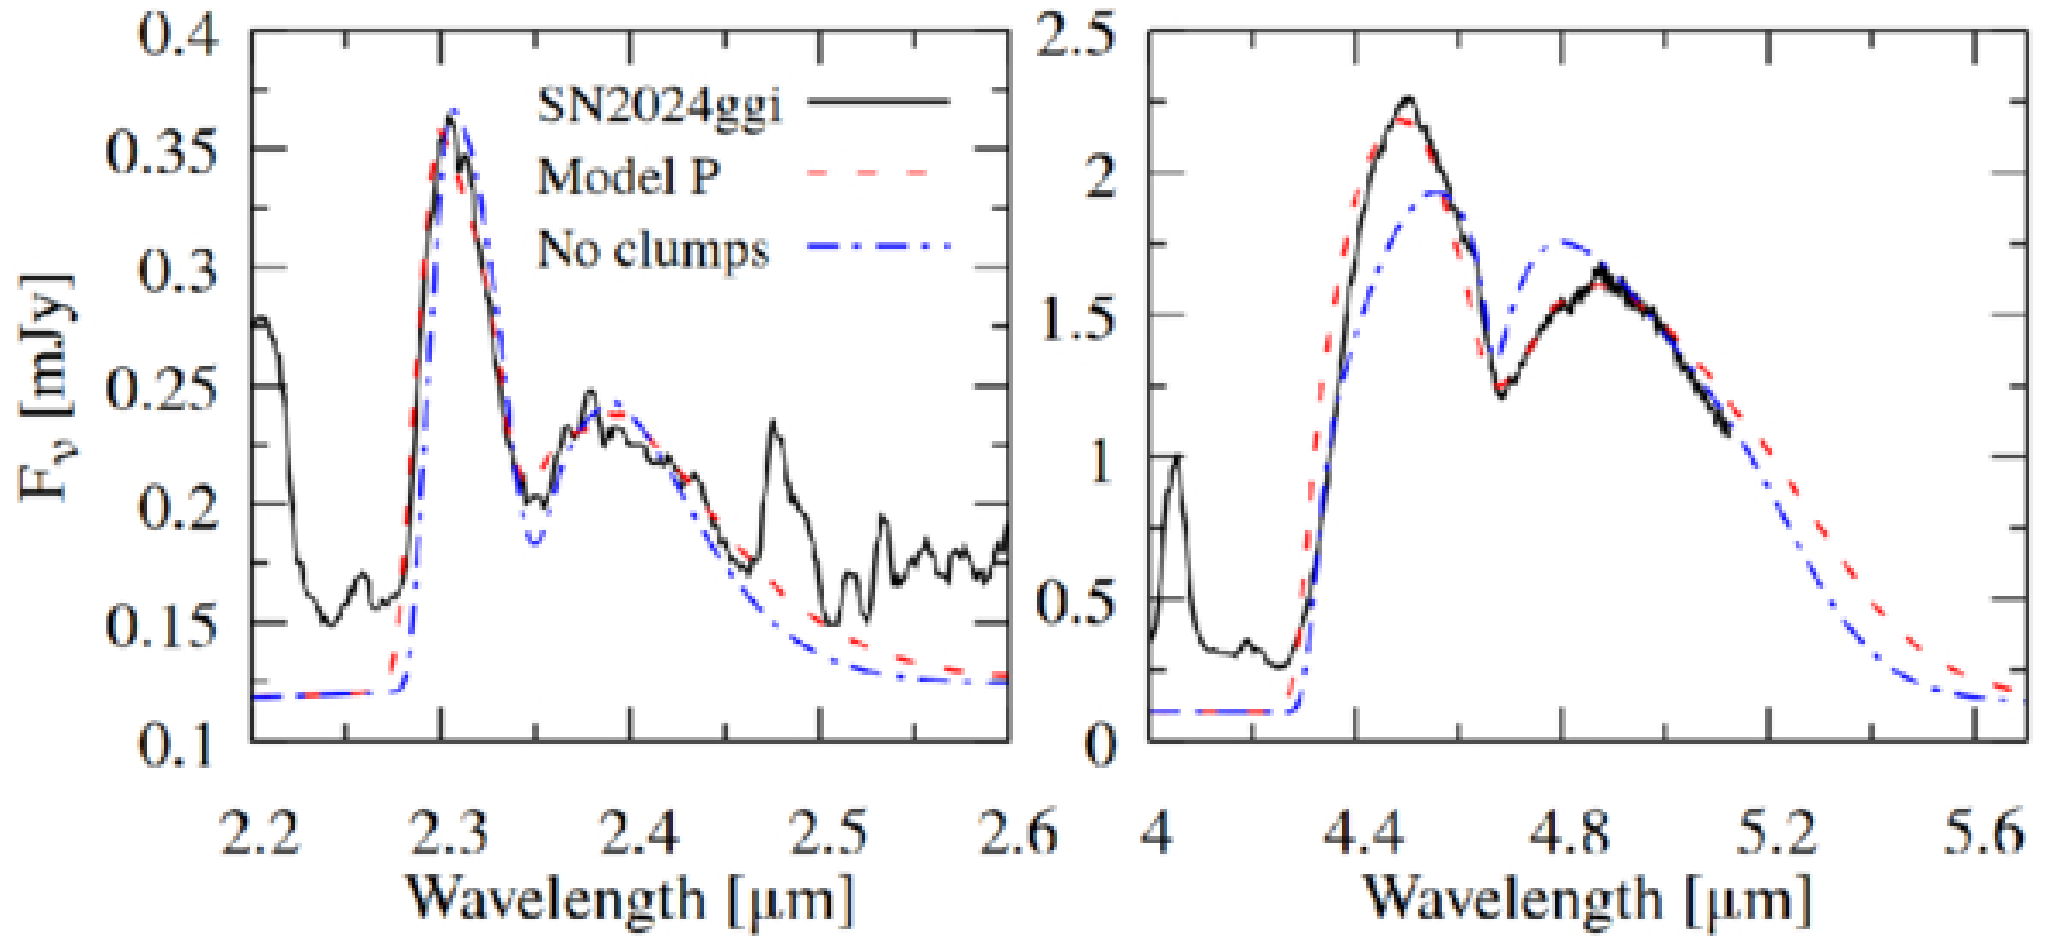 0.4
0.35
0.3
0.25
0.2
0.15
0.1
F_ν [mJy]
SN2024ggi
Model P
No clumps
2.2 2.3 2.4 2.5 2.6
Wavelength [μm]
2.5
2
1.5
1
0.5
0
4 4.4 4.8 5.2 5.6
Wavelength [μm]